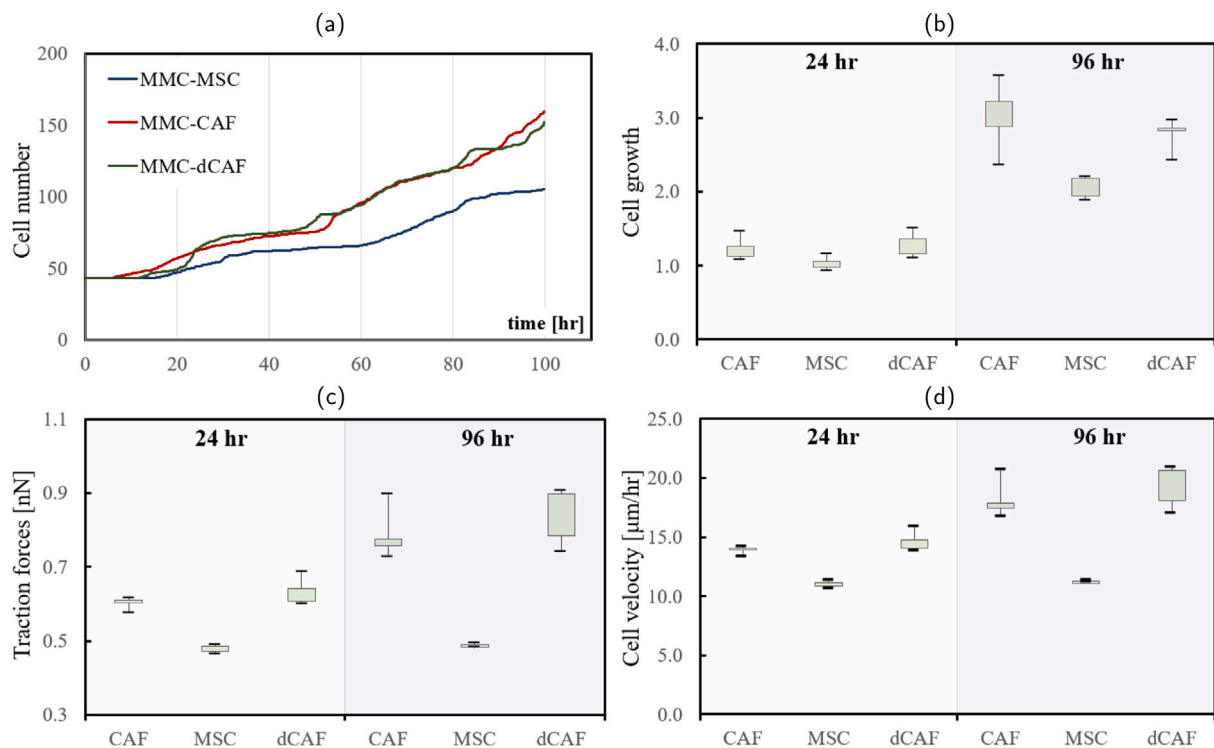 (a)
200
150
100
50
0
Cell number
MMC-MSC
MMC-CAF
MMC-dCAF
time [hr]
0 20 40 60 80 100
(b)
4.0
3.0
2.0
1.0
0.0
Cell growth
24 hr 96 hr
CAF MSC dCAF CAF MSC dCAF
(c)
1.1
0.9
0.7
0.5
0.3
Traction forces [nN]
24 hr 96 hr
CAF MSC dCAF CAF MSC dCAF
(d)
25.0
20.0
15.0
10.0
5.0
0.0
Cell velocity [µm/hr]
24 hr 96 hr
CAF MSC dCAF CAF MSC dCAF